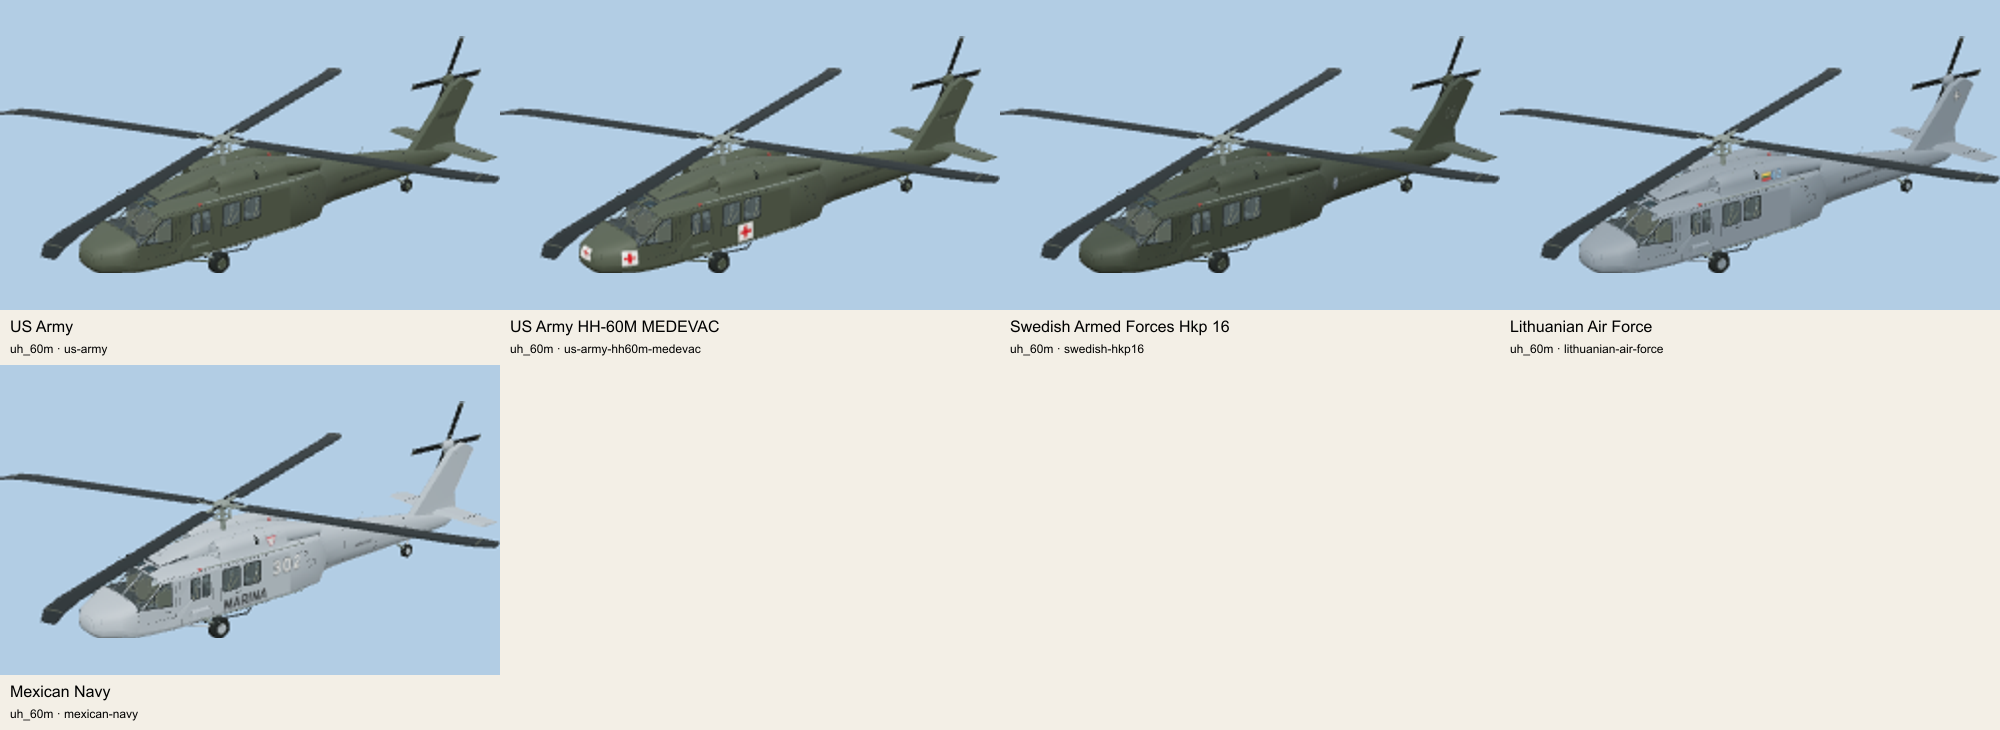 US Army
uh_60m · us-army
US Army HH-60M MEDEVAC
uh_60m · us-army-hh60m-medevac
Swedish Armed Forces Hkp 16
uh_60m · swedish-hkp16
Lithuanian Air Force
uh_60m · lithuanian-air-force
302
MARINA
Mexican Navy
uh_60m · mexican-navy